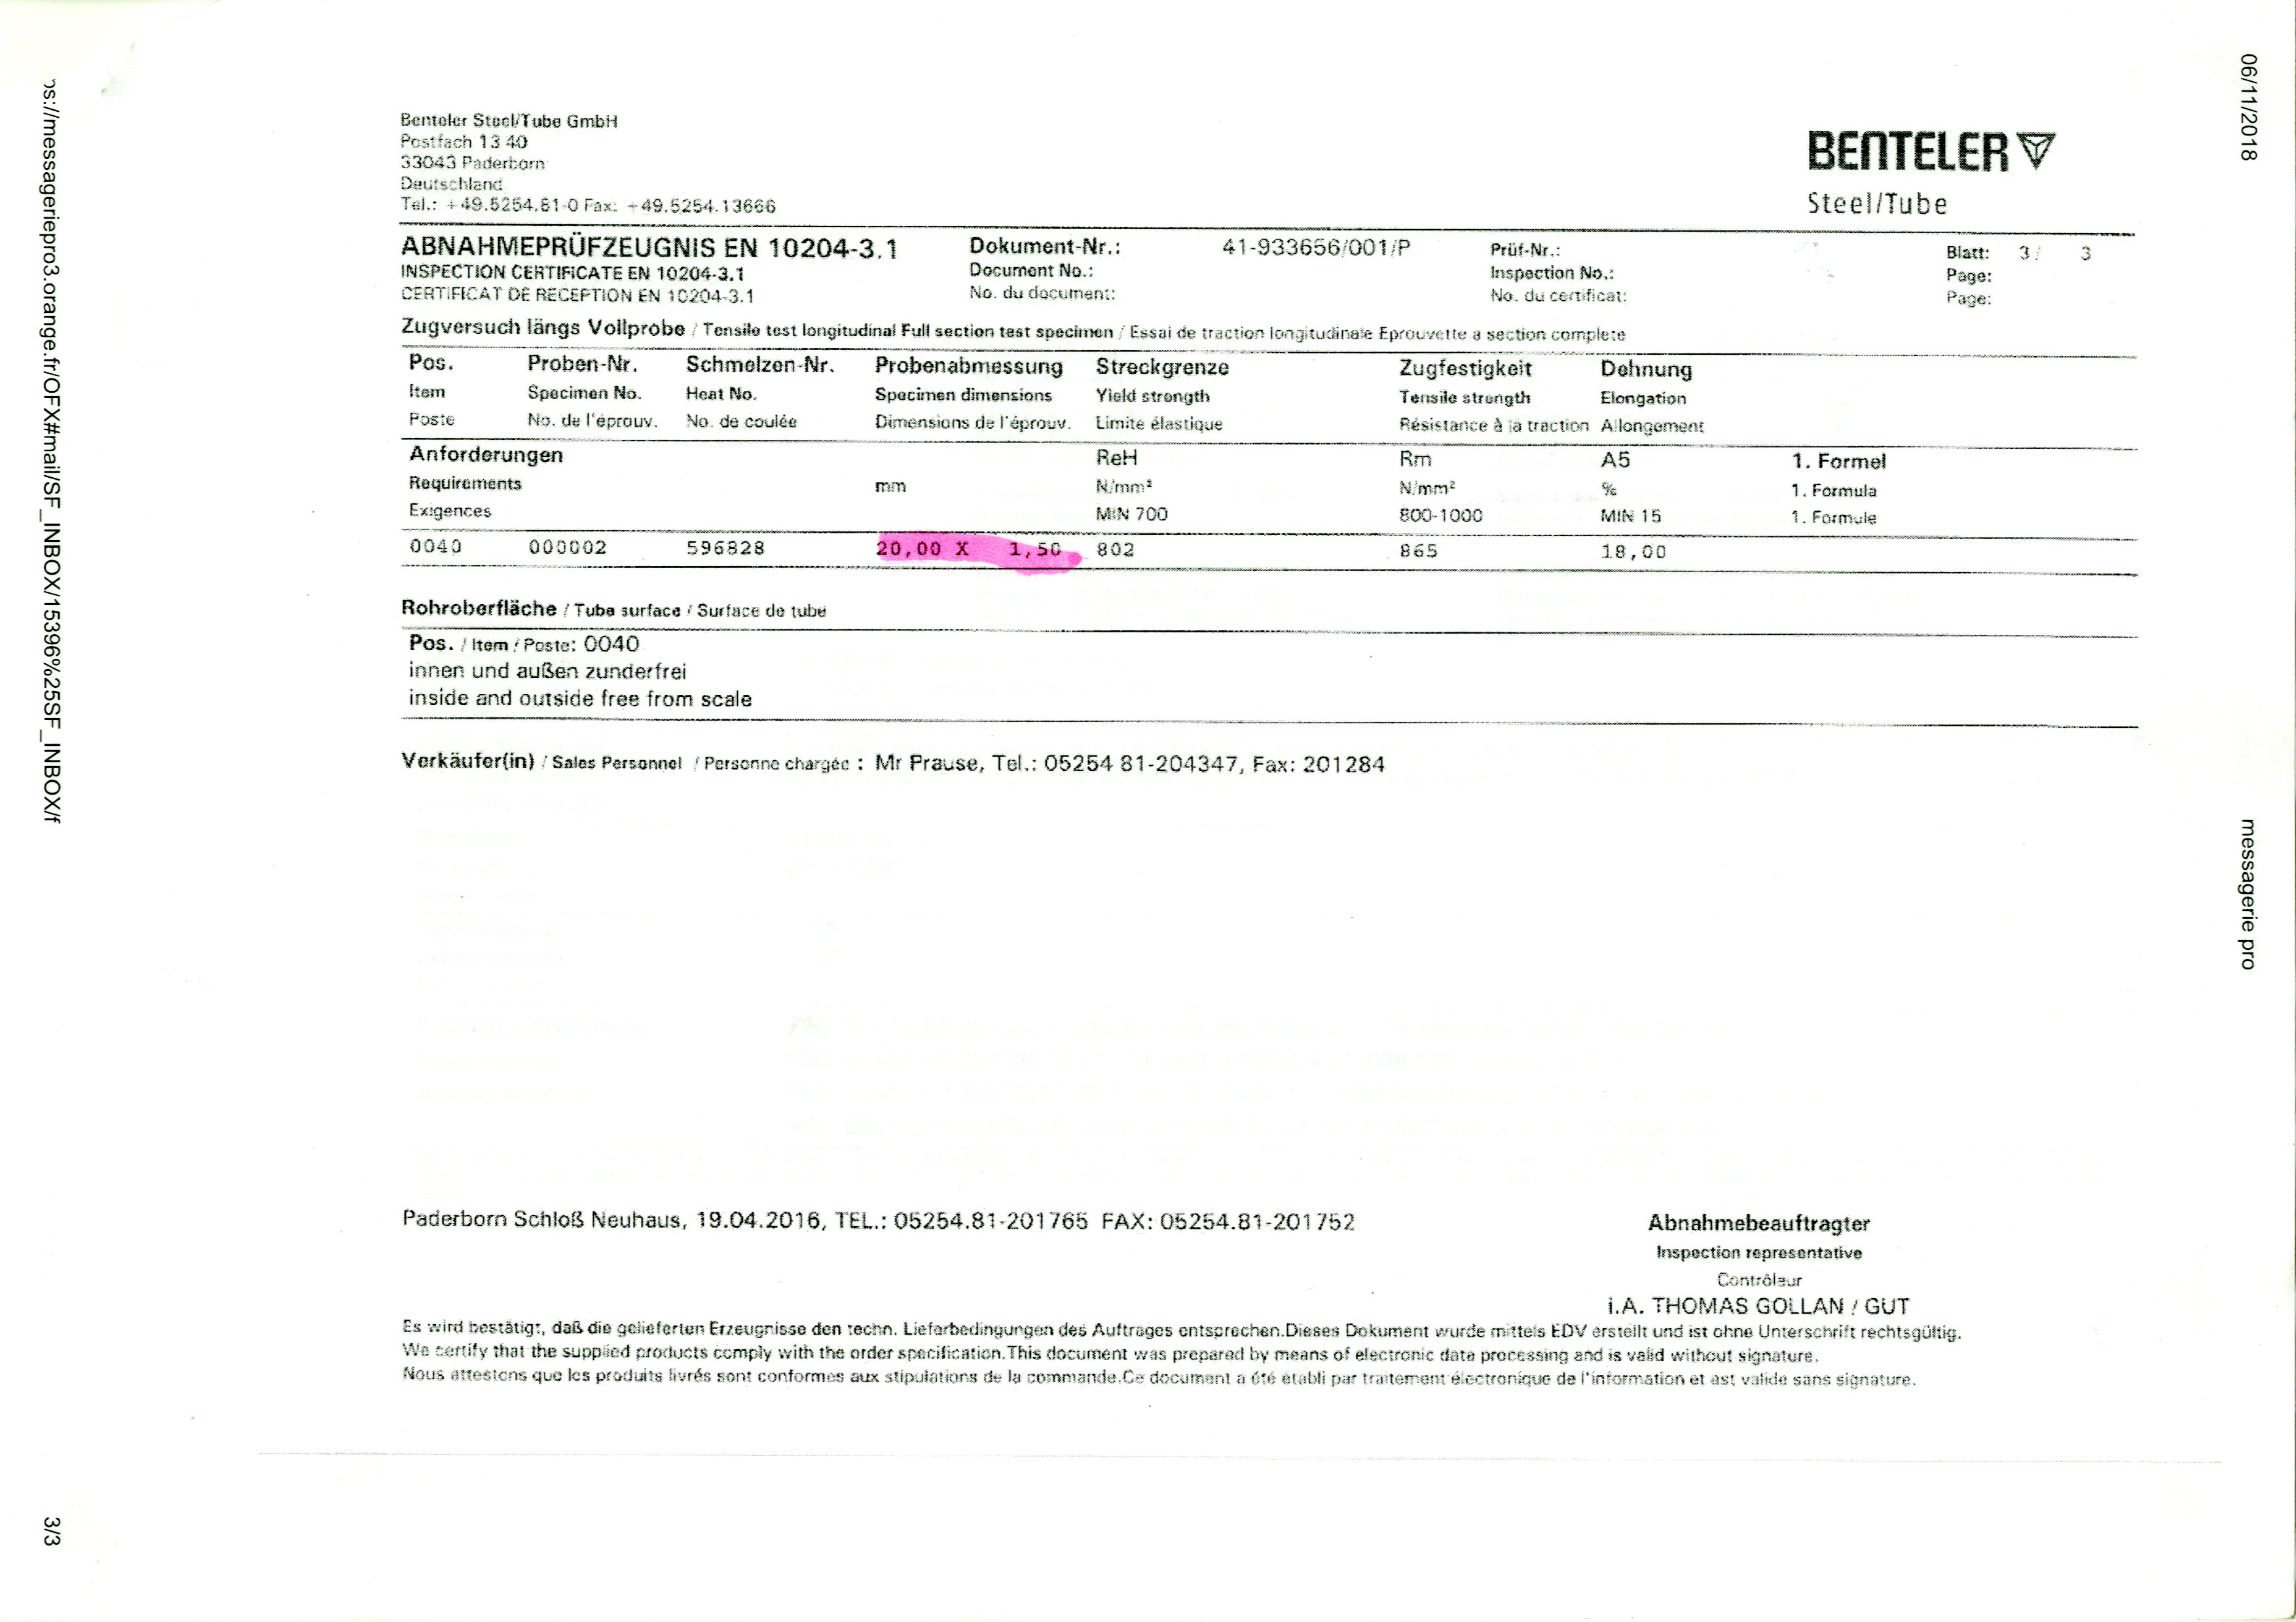 06/11/2018
messagerie pro
Benteler Steel/Tube GmbH
Postfach 13 40
33043 Paderborn
Deutschland
Tel.: +49.5254.81-0 Fax: +49.5254.13666
BENTELER
Steel/Tube
ABNAHMEPRÜFZEUGNIS EN 10204-3.1 Dokument-Nr.: 41-933656/001/P Prüf-Nr.: Blatt: 3/ 3
INSPECTION CERTIFICATE EN 10204-3.1 Document No.: Inspection No.: Page:
CERTIFICAT DE RECEPTION EN 10204-3.1 No. du document: No. du certificat: Page:
Zugversuch längs Vollprobe / Tensile test longitudinal Full section test specimen / Essai de traction longitudinale Eprouvette a section complete
Pos. Proben-Nr. Schmelzen-Nr. Probenabmessung Streckgrenze Zugfestigkeit Dehnung
Item Specimen No. Heat No. Specimen dimensions Yield strength Tensile strength Elongation
Poste No. de l'éprouv. No. de coulée Dimensions de l'éprouv. Limite élastique Résistance à la traction Allongement
Anforderungen ReH Rm A5 1. Formel
Requirements mm N/mm² N/mm² % 1. Formula
Exigences MIN 700 800-1000 MIN 15 1. Formule
0040 000002 596828 20,00 X 1,50 802 865 18,00
Rohroberfläche / Tube surface / Surface de tube
Pos. / Item / Poste: 0040
innen und außen zunderfrei
inside and outside free from scale
Verkäufer(in) / Sales Personnel / Personne chargée : Mr Prause, Tel.: 05254 81-204347, Fax: 201284
Paderborn Schloß Neuhaus, 19.04.2016, TEL.: 05254.81-201765 FAX: 05254.81-201752
Abnahmebeauftragter
Inspection representative
Contrôleur
i.A. THOMAS GOLLAN / GUT
Es wird bestätigt, daß die gelieferten Erzeugnisse den techn. Lieferbedingungen des Auftrages entsprechen.Dieses Dokument wurde mittels EDV erstellt und ist ohne Unterschrift rechtsgültig.
We certify that the supplied products comply with the order specification.This document was prepared by means of electronic data processing and is valid without signature.
Nous attestons que les produits livrés sont conformes aux stipulations de la commande.Ce document a été établi par traitement électronique de l'information et est valide sans signature.
ps://messageriepro3.orange.fr/OFX#mail/SF_INBOX/15396%25SF_INBOX/f
3/3